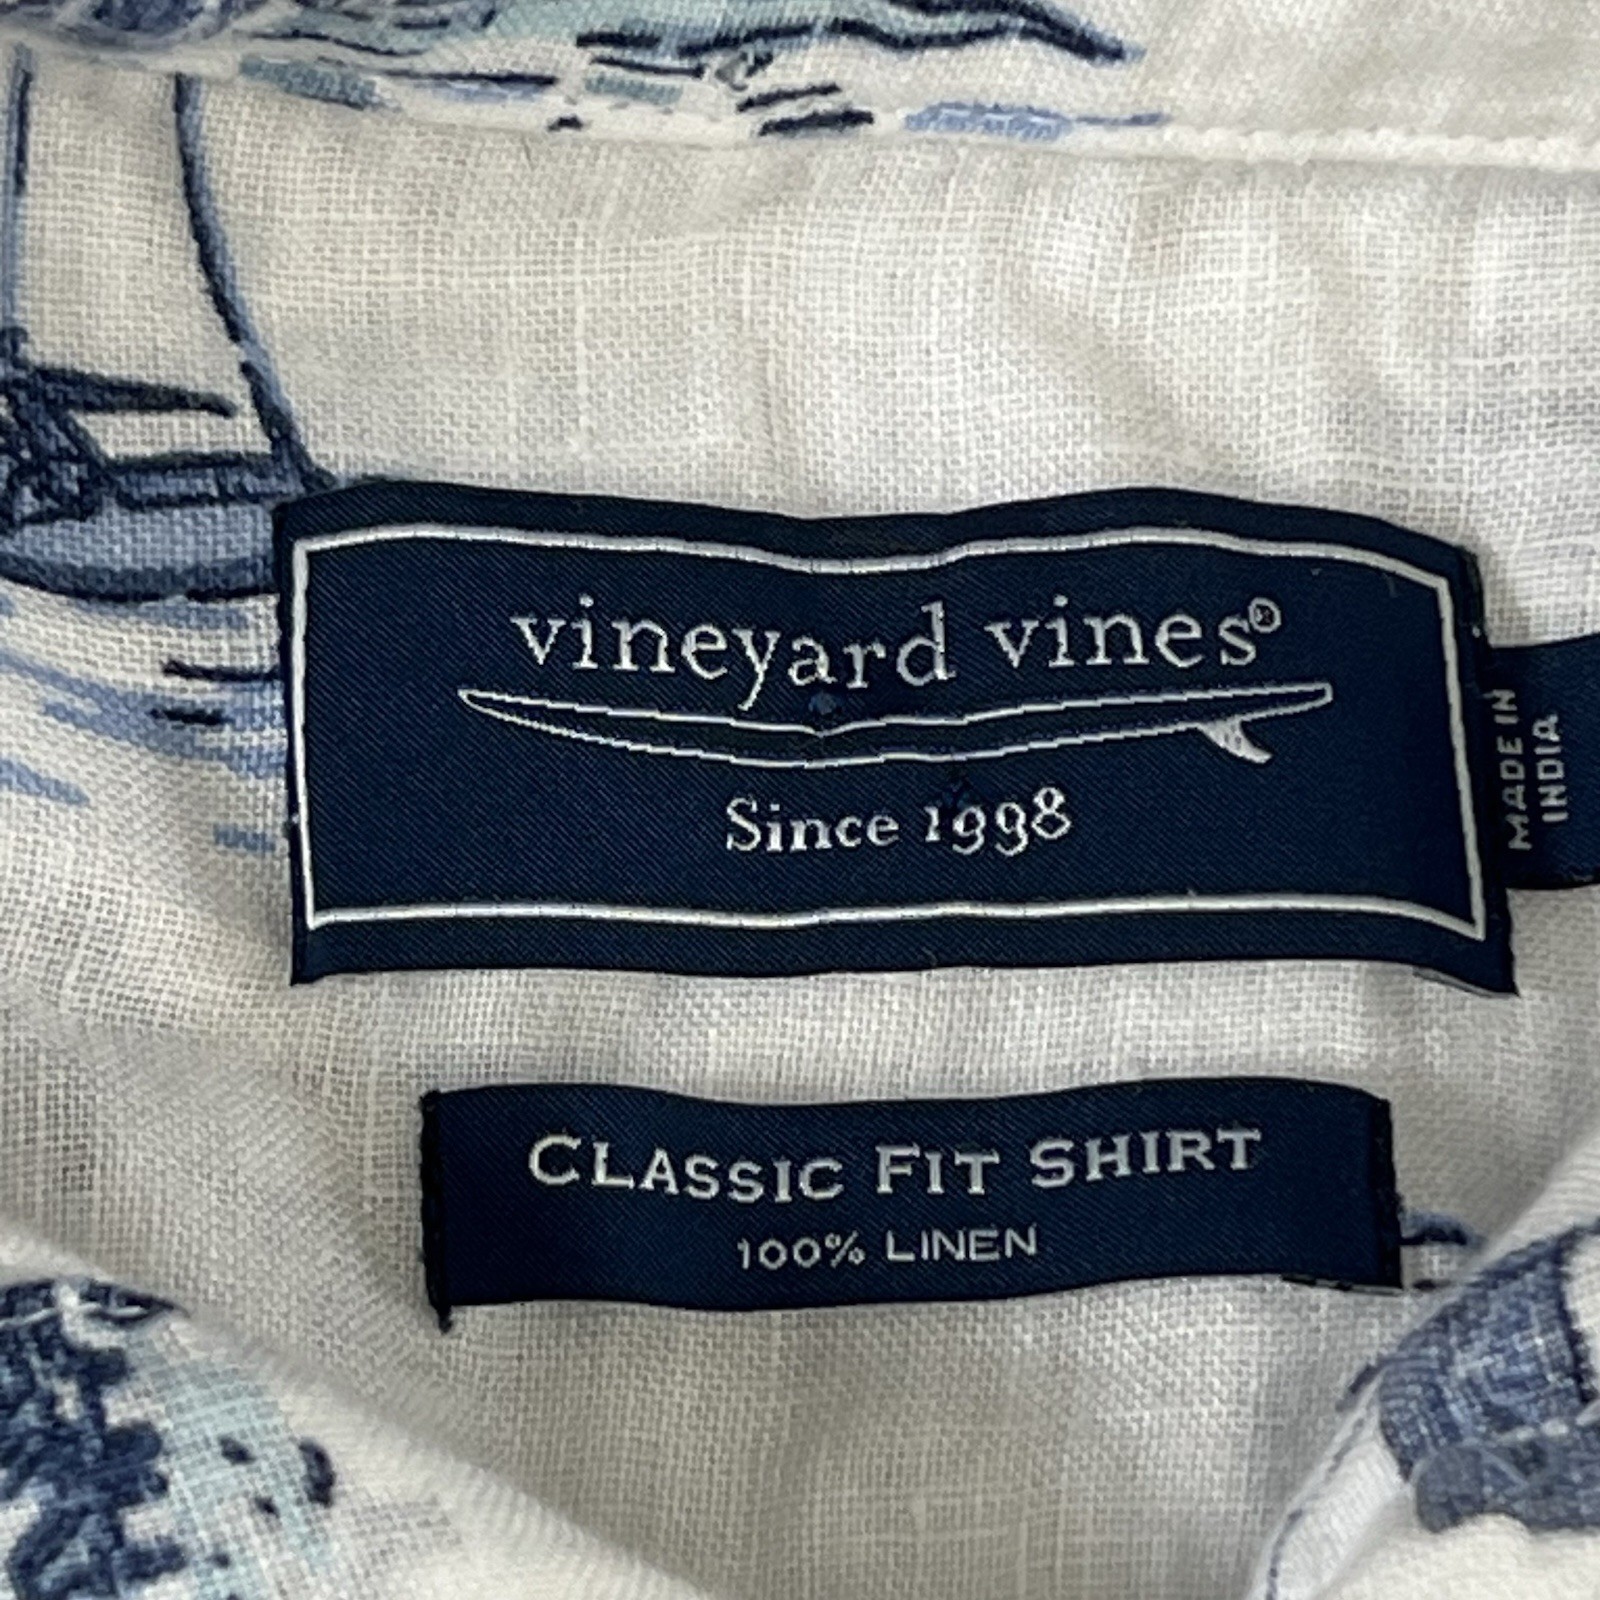 vineyard vines®
Since 1998
MADE IN
INDIA
CLASSIC FIT SHIRT
100% LINEN